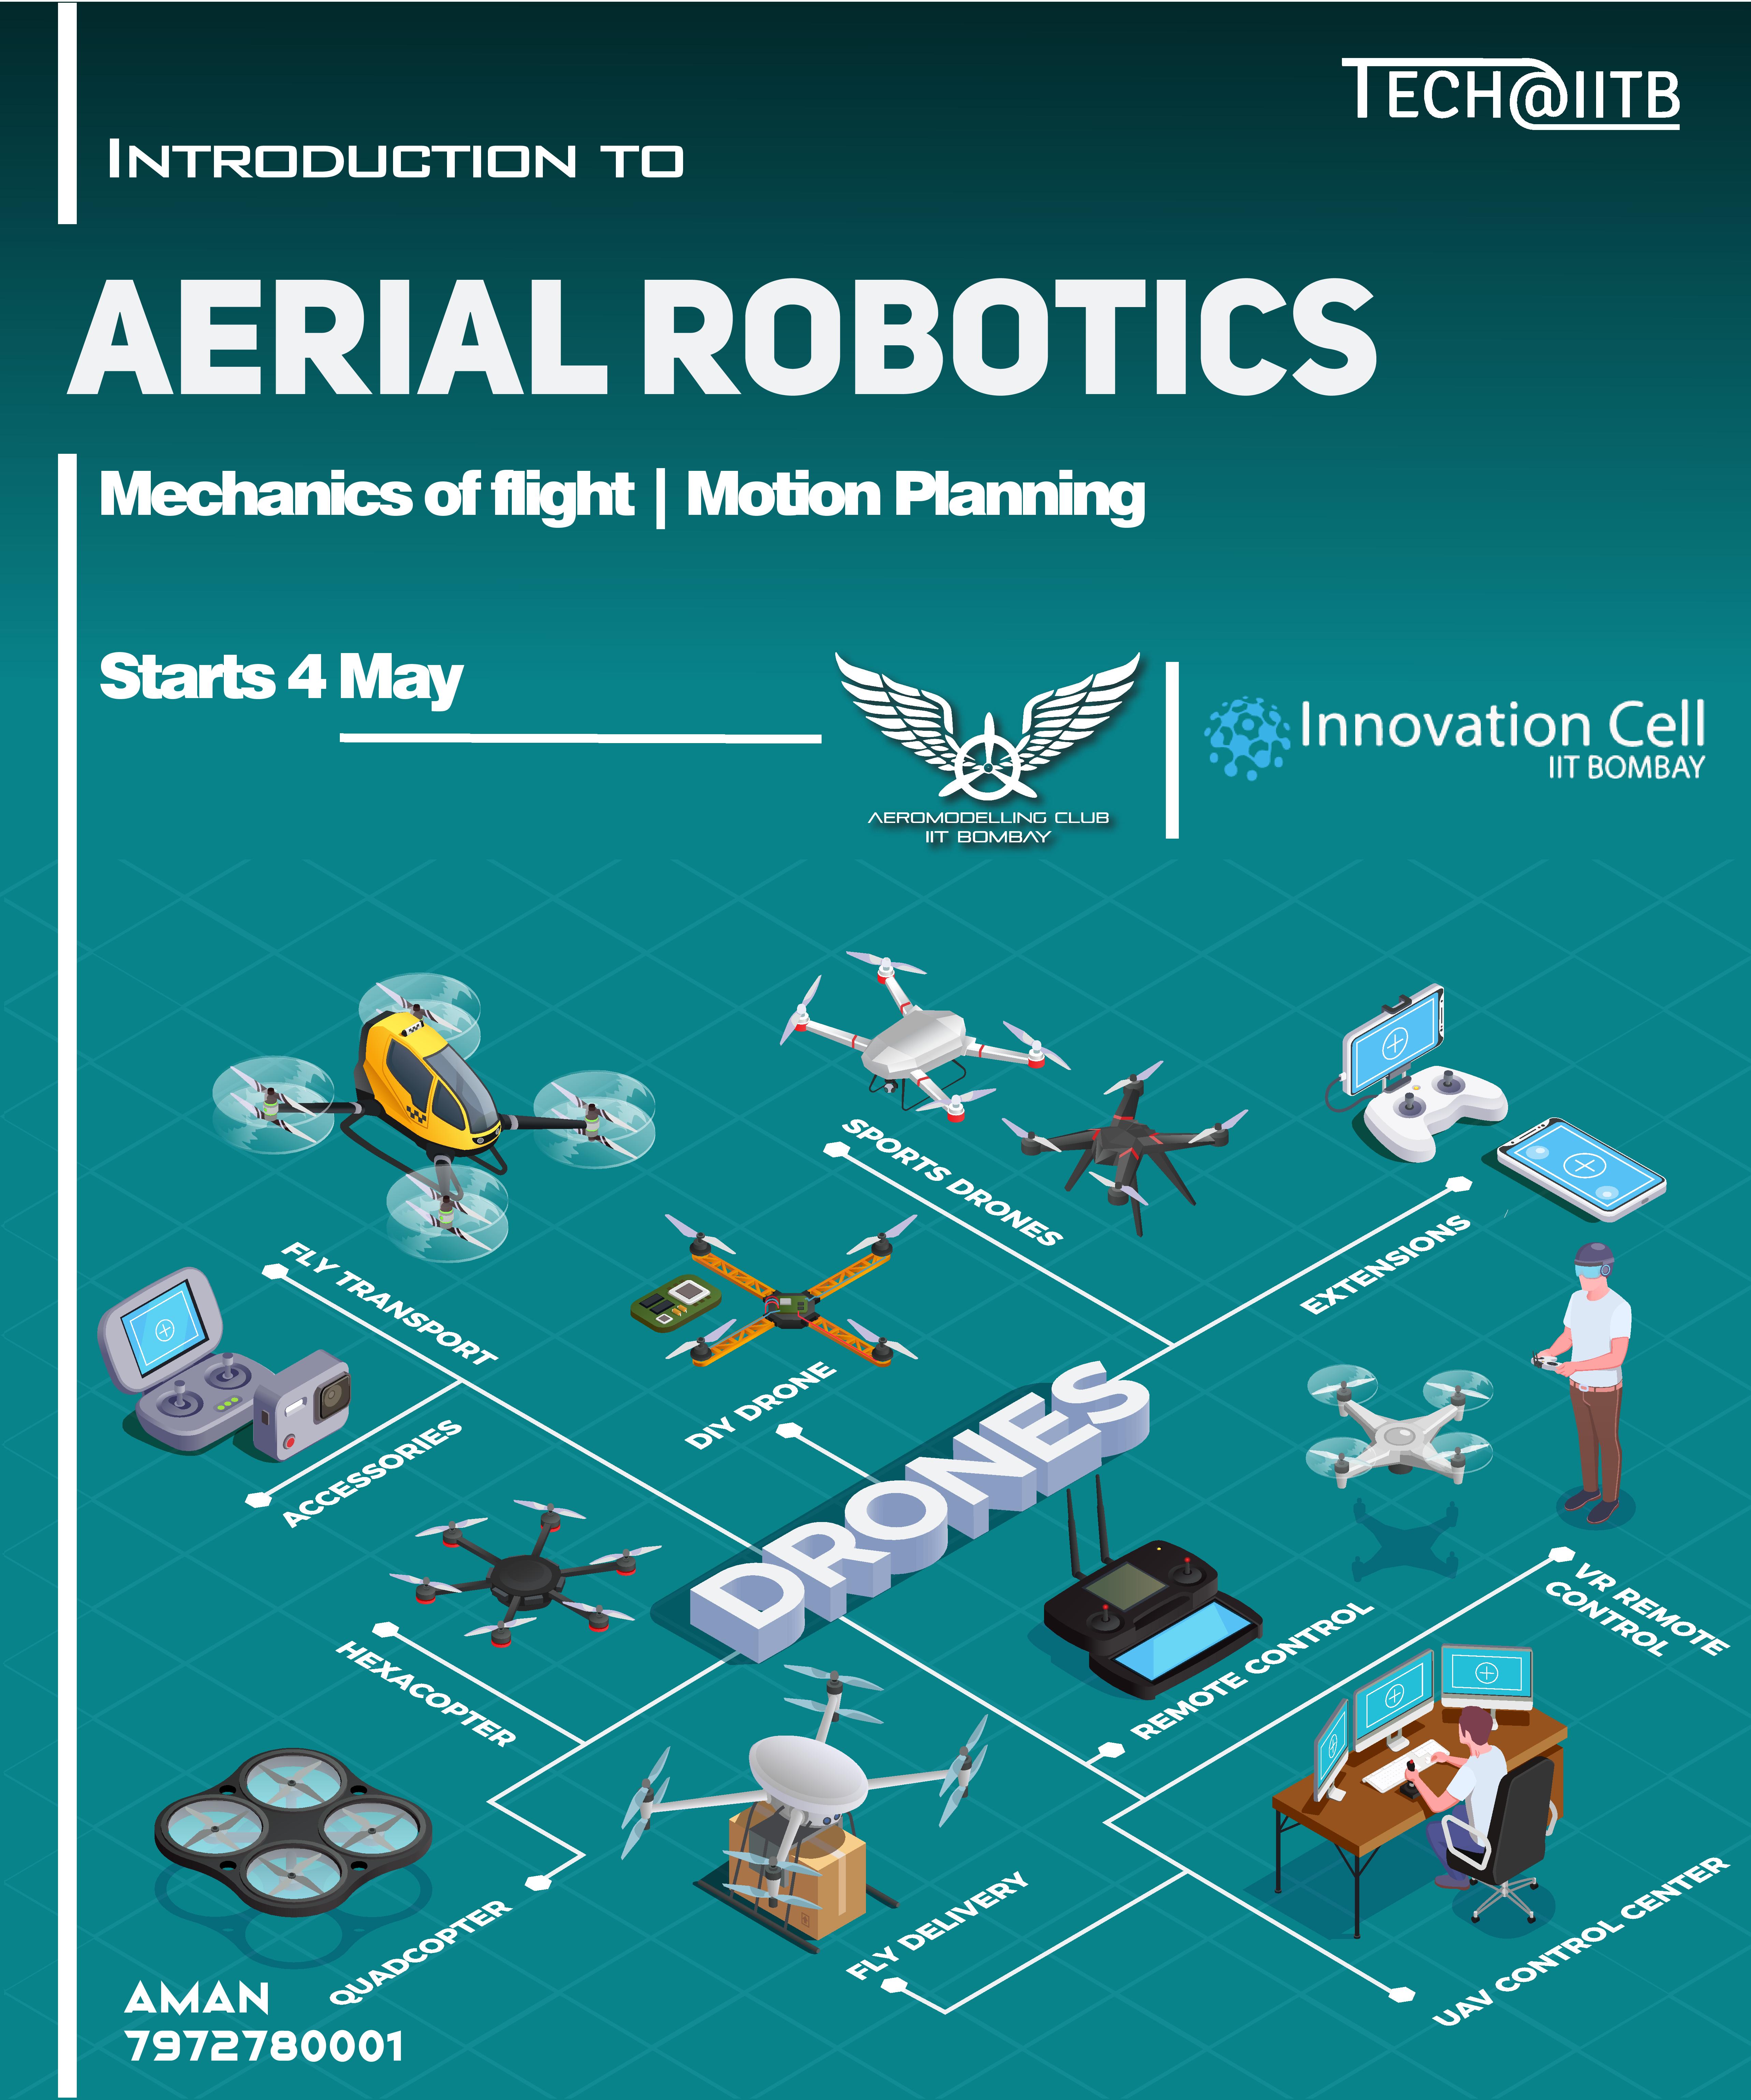 TECH@IITB
INTRODUCTION TO
AERIAL ROBOTICS
Mechanics of flight | Motion Planning
Starts 4 May
AEROMODELLING CLUB
IIT BOMBAY
Innovation Cell
IIT BOMBAY
SPORTS DRONES
EXTENSIONS
FLY TRANSPORT
DIY DRONE
ACCESSORIES
DRONES
VR REMOTE
CONTROL
HEXACOPTER
REMOTE CONTROL
QUADCOPTER
FLY DELIVERY
UAV CONTROL CENTER
AMAN
7972780001